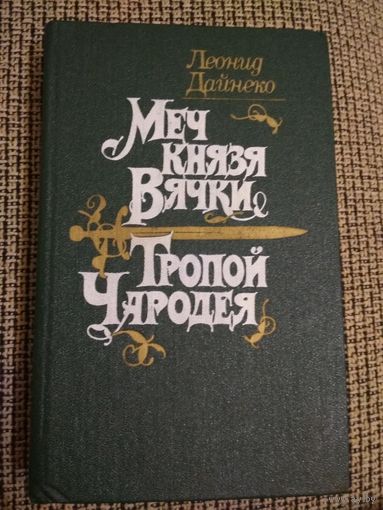 Леонид
Дайнеко
Меч
князя
Вячки
Тропой
Чародея